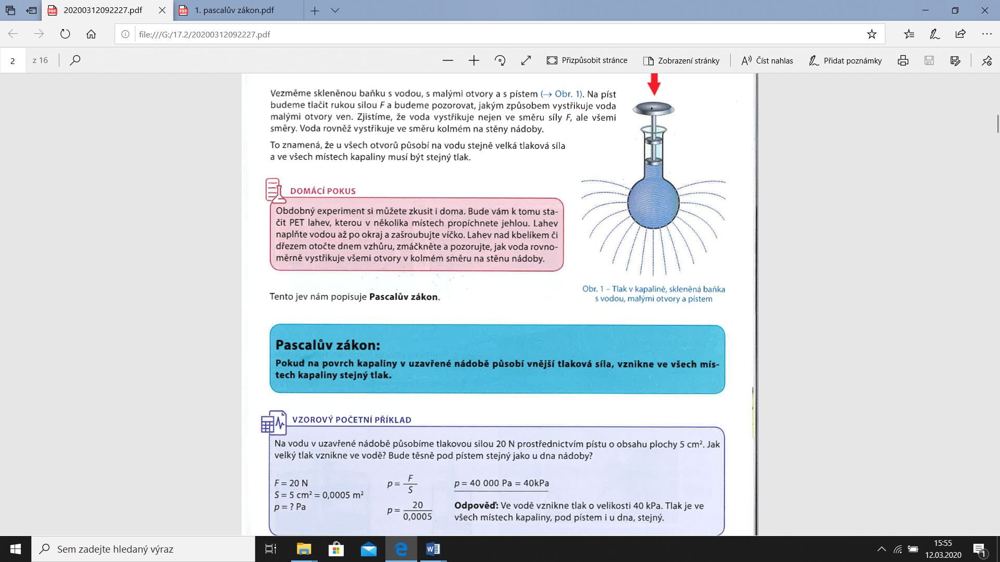 20200312092227.pdf
1. pascalův zákon.pdf
file:///G:/17.2/20200312092227.pdf
2
z 16
Přizpůsobit stránce
Zobrazení stránky
Číst nahlas
Přidat poznámky
Vezměme skleněnou baňku s vodou, s malými otvory a s pístem (→ Obr. 1). Na píst
budeme tlačit rukou silou F a budeme pozorovat, jakým způsobem vystřikuje voda
malými otvory ven. Zjistíme, že voda vystřikuje nejen ve směru síly F, ale všemi
směry. Voda rovněž vystřikuje ve směru kolmém na stěny nádoby.
To znamená, že u všech otvorů působí na vodu stejně velká tlaková síla
a ve všech místech kapaliny musí být stejný tlak.
DOMÁCÍ POKUS
Obdobný experiment si můžete zkusit i doma. Bude vám k tomu sta-
čit PET lahev, kterou v několika místech propíchnete jehlou. Lahev
naplňte vodou až po okraj a zašroubujte víčko. Lahev nad kbelíkem či
dřezem otočte dnem vzhůru, zmáčkněte a pozorujte, jak voda rovno-
měrně vystřikuje všemi otvory v kolmém směru na stěnu nádoby.
Obr. 1 – Tlak v kapalině, skleněná baňka
s vodou, malými otvory a pístem
Tento jev nám popisuje Pascalův zákon.
Pascalův zákon:
Pokud na povrch kapaliny v uzavřené nádobě působí vnější tlaková síla, vznikne ve všech mís-
tech kapaliny stejný tlak.
VZOROVÝ POČETNÍ PŘÍKLAD
Na vodu v uzavřené nádobě působíme tlakovou silou 20 N prostřednictvím pístu o obsahu plochy 5 cm². Jak
velký tlak vznikne ve vodě? Bude těsně pod pístem stejný jako u dna nádoby?
F = 20 N
S = 5 cm² = 0,0005 m²
p = ? Pa
p = F/S
p = 20/0,0005
p = 40 000 Pa = 40kPa
Odpověď: Ve vodě vznikne tlak o velikosti 40 kPa. Tlak je ve
všech místech kapaliny, pod pístem i u dna, stejný.
Sem zadejte hledaný výraz
15:55
12.03.2020
1